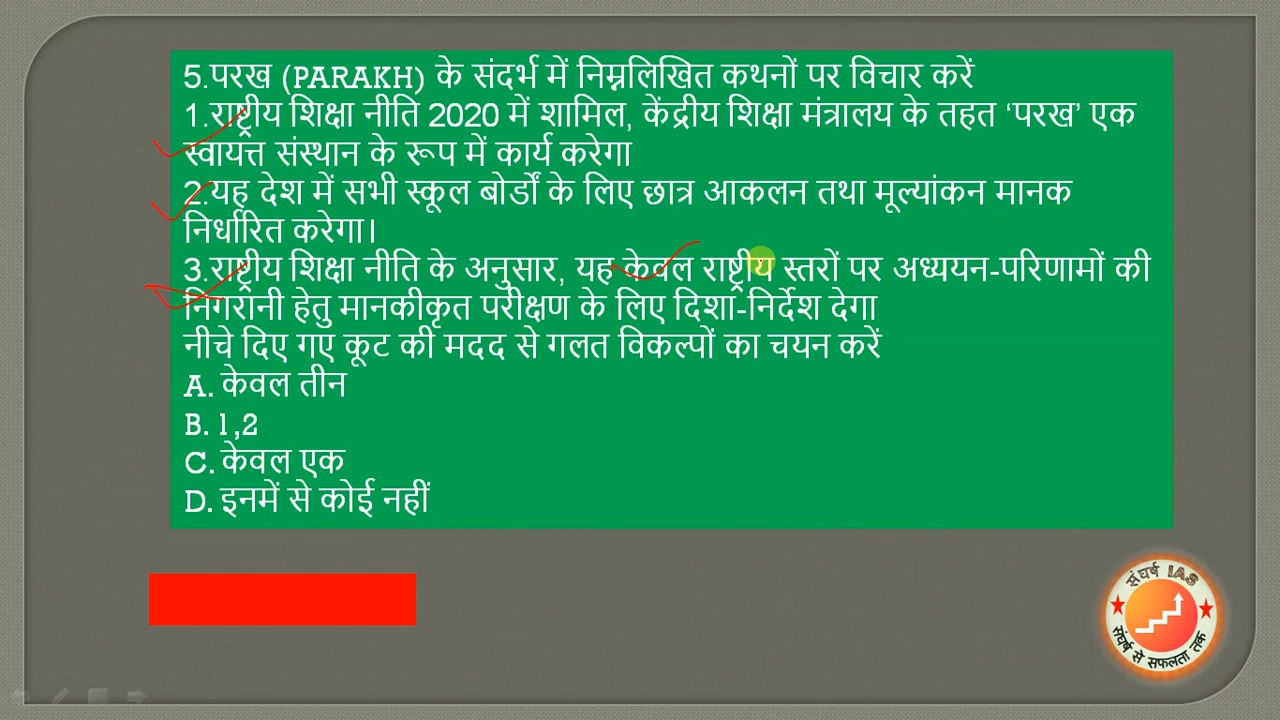 5.परख (PARAKH) के संदर्भ में निम्नलिखित कथनों पर विचार करें
1.राष्ट्रीय शिक्षा नीति 2020 में शामिल, केंद्रीय शिक्षा मंत्रालय के तहत ‘परख’ एक
स्वायत्त संस्थान के रूप में कार्य करेगा
2.यह देश में सभी स्कूल बोर्डों के लिए छात्र आकलन तथा मूल्यांकन मानक
निर्धारित करेगा।
3.राष्ट्रीय शिक्षा नीति के अनुसार, यह केवल राष्ट्रीय स्तरों पर अध्ययन-परिणामों की
निगरानी हेतु मानकीकृत परीक्षण के लिए दिशा-निर्देश देगा
नीचे दिए गए कूट की मदद से गलत विकल्पों का चयन करें
A. केवल तीन
B. 1,2
C. केवल एक
D. इनमें से कोई नहीं
संघर्ष IAS
संघर्ष से सफलता तक